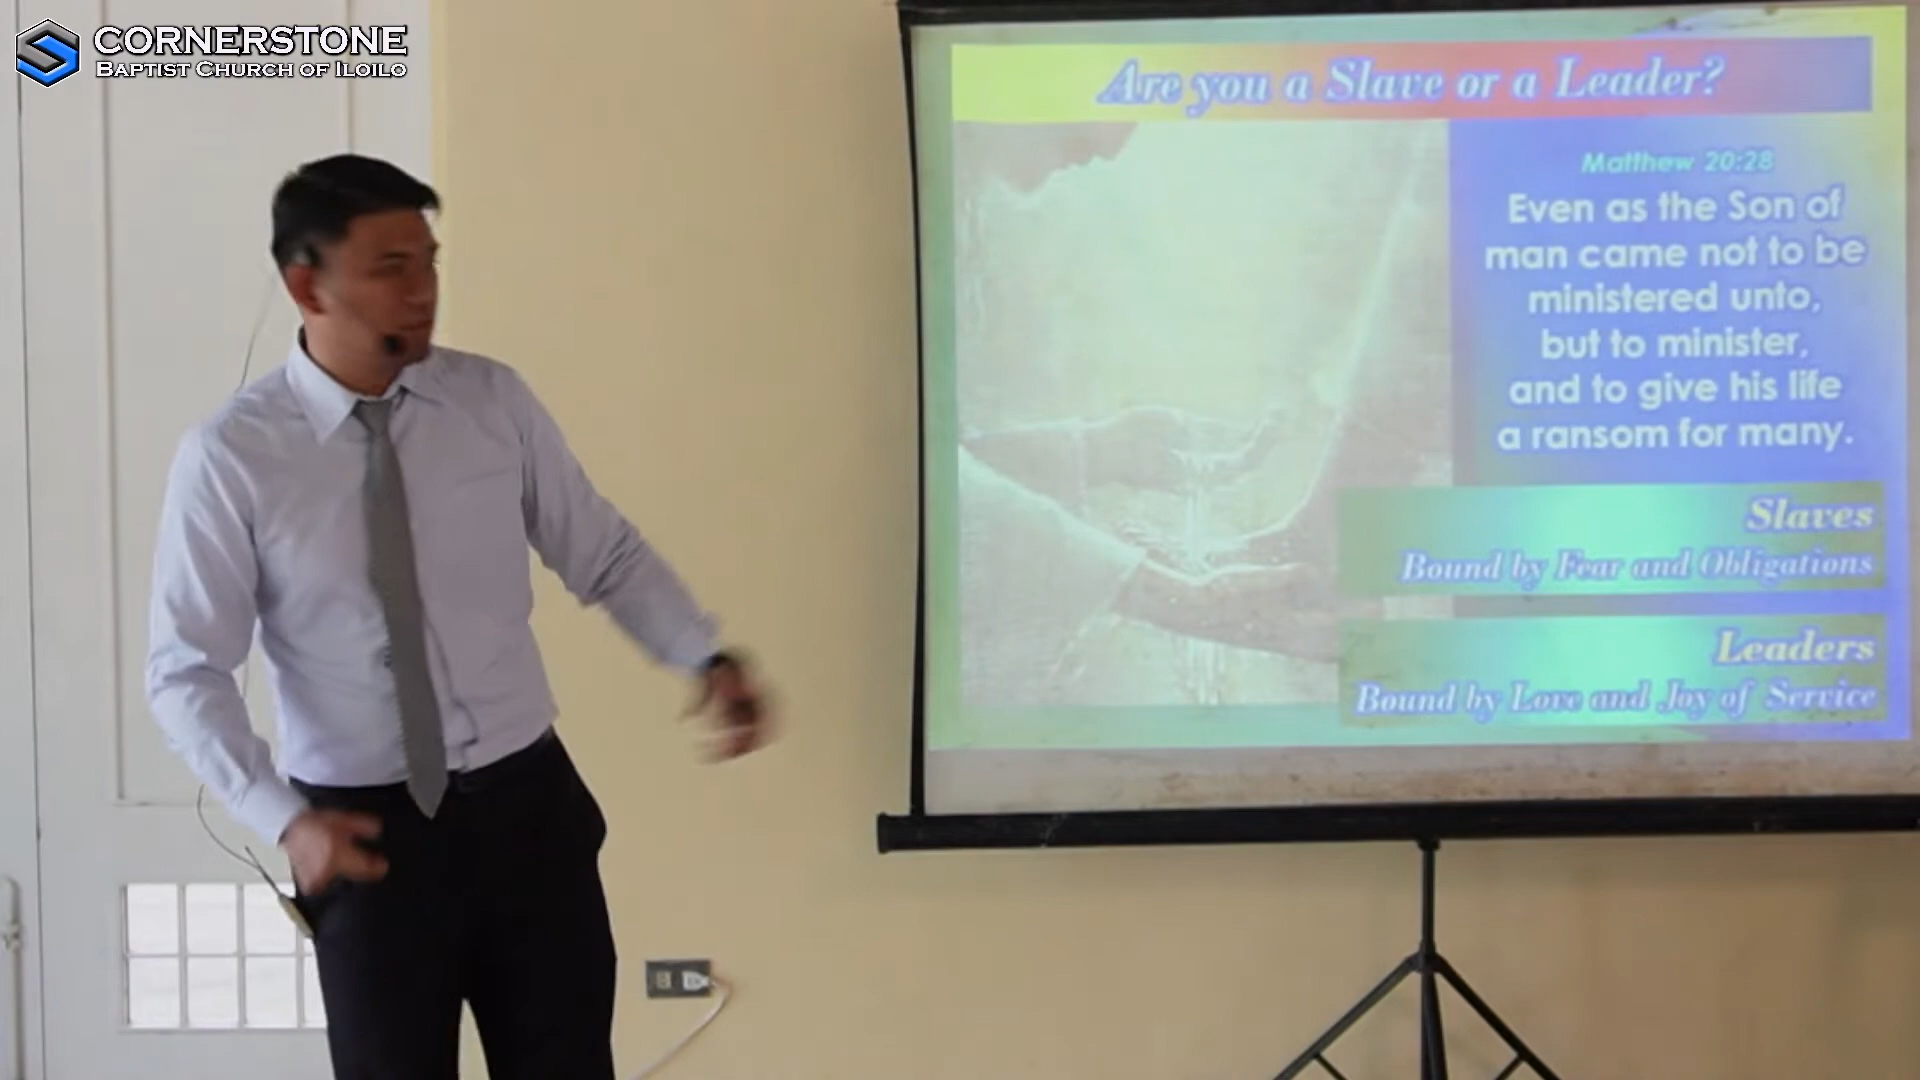 CORNERSTONE
BAPTIST CHURCH OF ILOILO
Are you a Slave or a Leader?
Matthew 20:28
Even as the Son of
man came not to be
ministered unto,
but to minister,
and to give his life
a ransom for many.
Slaves
Bound by Fear and Obligations
Leaders
Bound by Love and Joy of Service